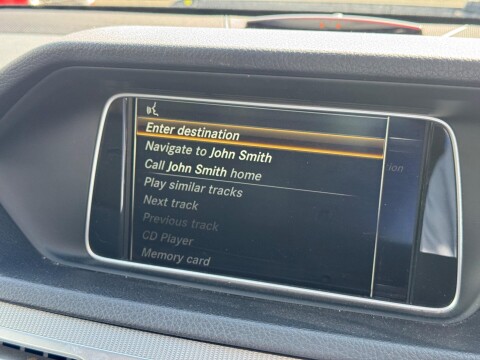 Enter destination
Navigate to John Smith
Call John Smith home
Play similar tracks
Next track
Previous track
CD Player
Memory card
ion